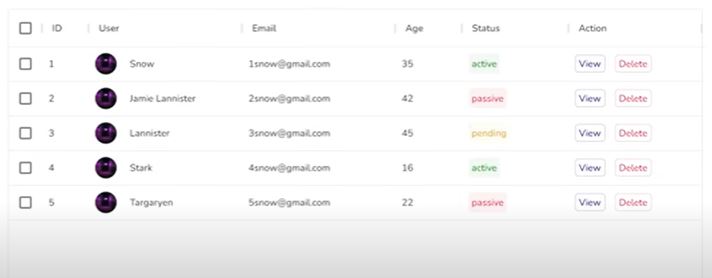 ID User Email Age Status Action
1 Snow 1snow@gmail.com 35 active View Delete
2 Jamie Lannister 2snow@gmail.com 42 passive View Delete
3 Lannister 3snow@gmail.com 45 pending View Delete
4 Stark 4snow@gmail.com 16 active View Delete
5 Targaryen 5snow@gmail.com 22 passive View Delete